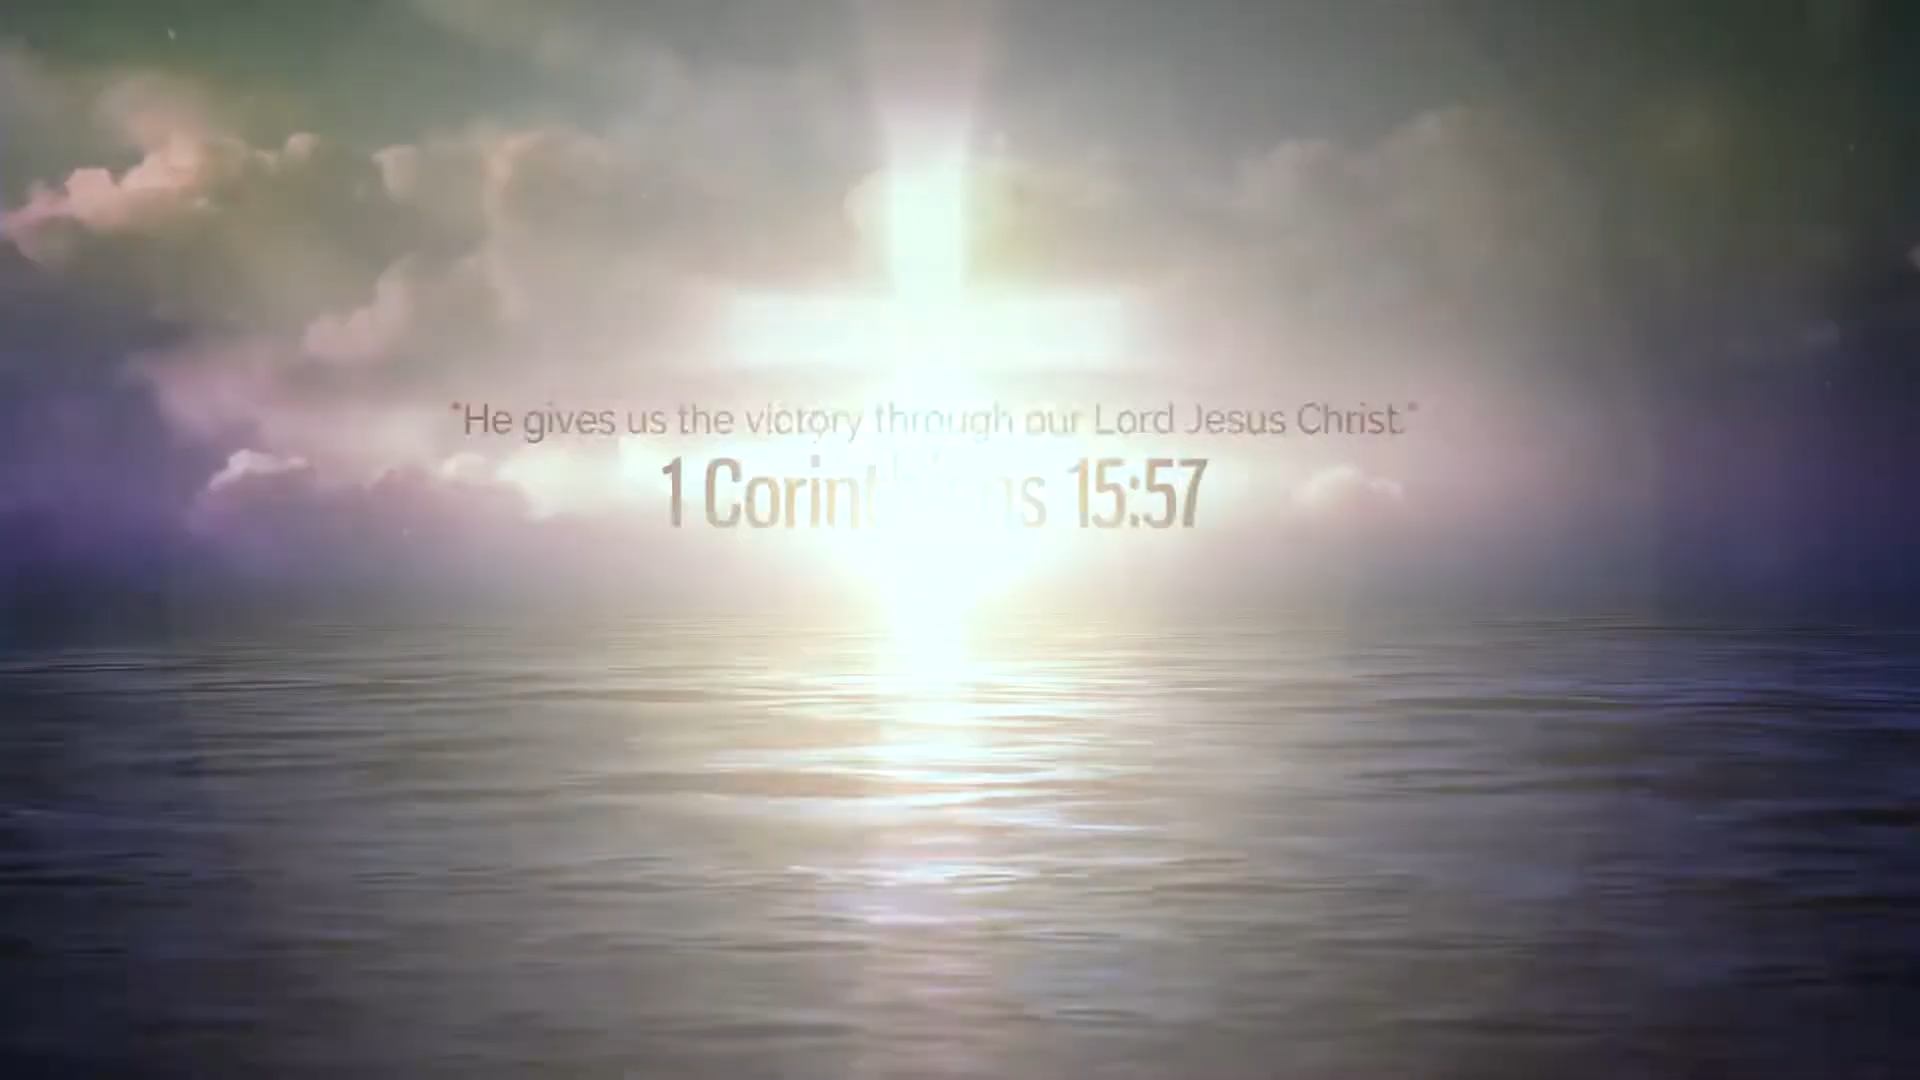 "He gives us the victory through our Lord Jesus Christ."
1 Corinthians 15:57